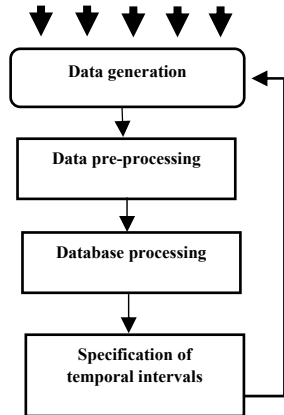 Data generation
Data pre-processing
Database processing
Specification of
temporal intervals